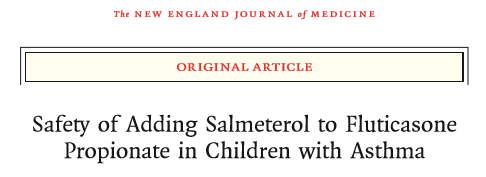 The NEW ENGLAND JOURNAL of MEDICINE
ORIGINAL ARTICLE
Safety of Adding Salmeterol to Fluticasone
Propionate in Children with Asthma